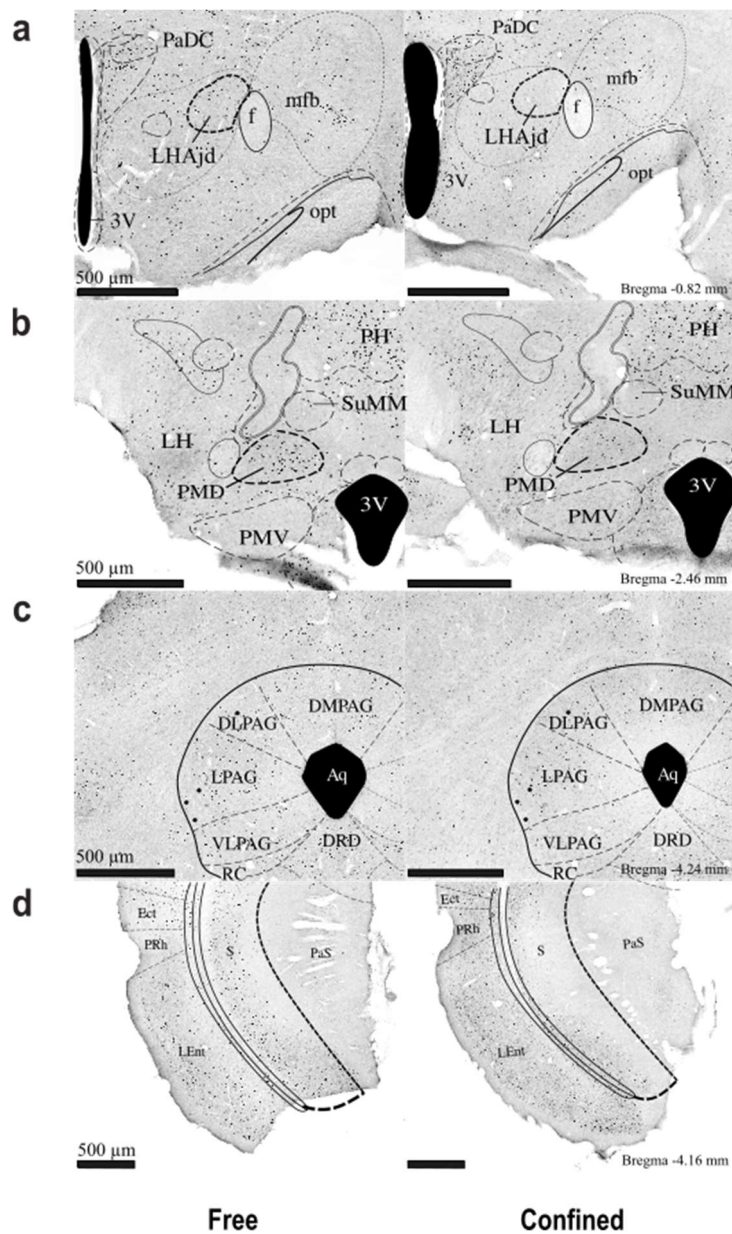 a
PaDC
mfb
f
LHAjd
3V
opt
500 µm
PaDC
mfb
f
LHAjd
3V
opt
Bregma -0.82 mm
b
PH
SuMM
LH
PMD
3V
PMV
500 µm
PH
SuMM
LH
PMD
3V
PMV
Bregma -2.46 mm
c
DMPAG
DLPAG
LPAG
Aq
VLPAG
DRD
500 µm
RC
DMPAG
DLPAG
LPAG
Aq
VLPAG
DRD
RC
Bregma -4.24 mm
d
Ect
PRh
S
PaS
LEnt
500 µm
Ect
PRh
S
PaS
LEnt
Bregma -4.16 mm
Free
Confined